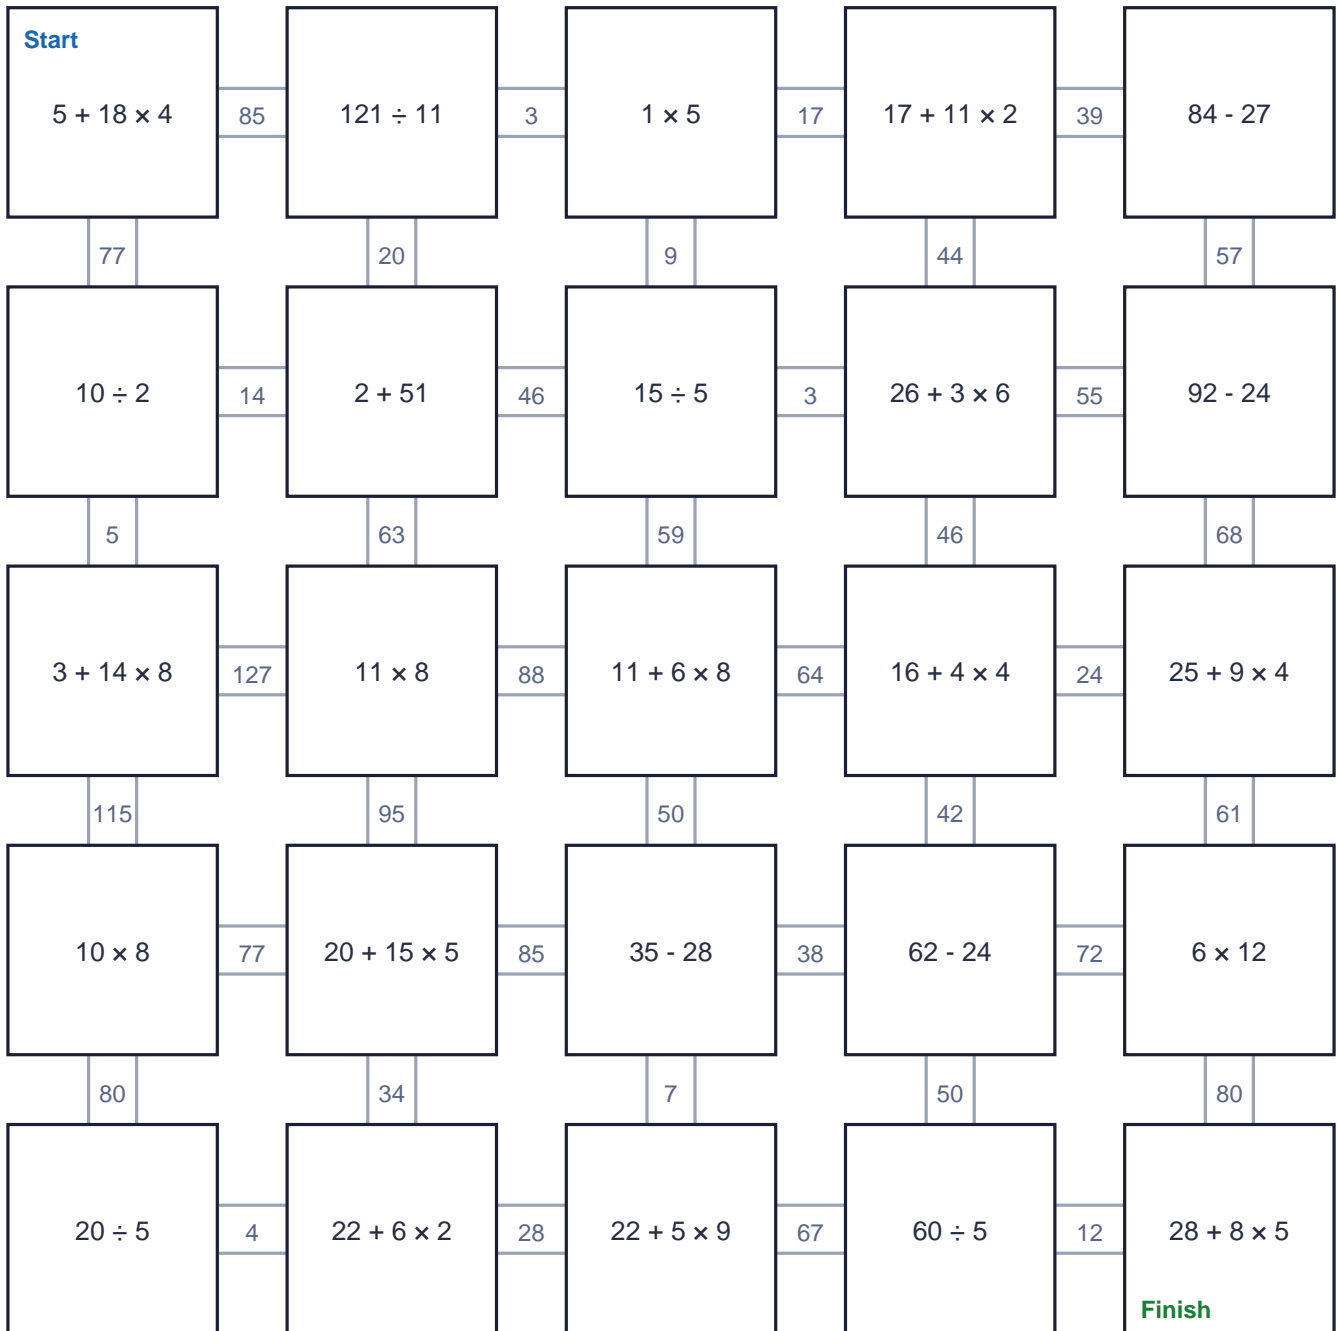 Start
5 + 18 × 4 85 121 ÷ 11 3 1 × 5 17 17 + 11 × 2 39 84 - 27
77 20 9 44 57
10 ÷ 2 14 2 + 51 46 15 ÷ 5 3 26 + 3 × 6 55 92 - 24
5 63 59 46 68
3 + 14 × 8 127 11 × 8 88 11 + 6 × 8 64 16 + 4 × 4 24 25 + 9 × 4
115 95 50 42 61
10 × 8 77 20 + 15 × 5 85 35 - 28 38 62 - 24 72 6 × 12
80 34 7 50 80
20 ÷ 5 4 22 + 6 × 2 28 22 + 5 × 9 67 60 ÷ 5 12 28 + 8 × 5
Finish